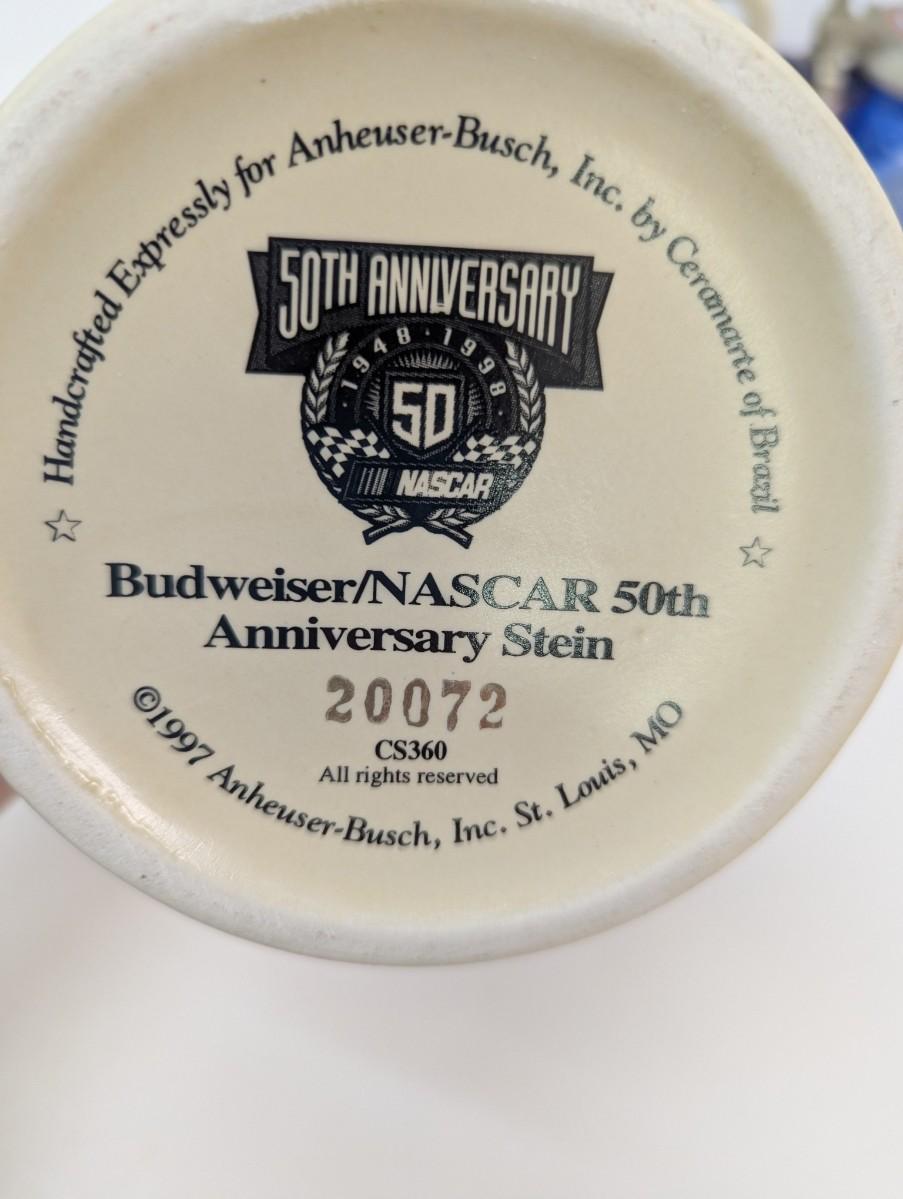 Handcrafted Expressly for Anheuser-Busch, Inc. by Ceramarte of Brazil
50TH ANNIVERSARY
1948 · 1998
50
NASCAR
Budweiser/NASCAR 50th
Anniversary Stein
20072
CS360
All rights reserved
©1997 Anheuser-Busch, Inc. St. Louis, MO